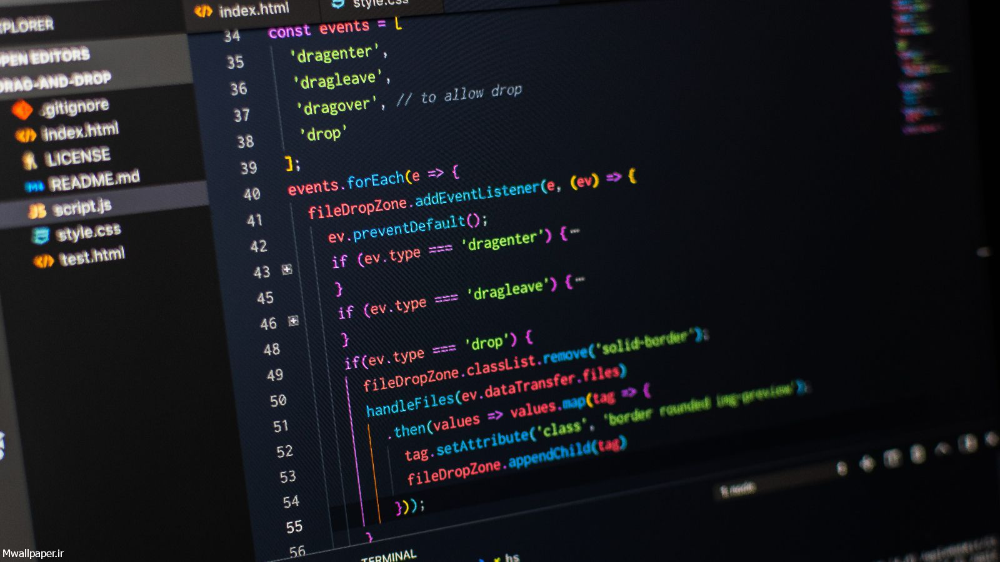 index.html
style.css
EXPLORER
OPEN EDITORS
DRAG-AND-DROP
.gitignore
index.html
LICENSE
README.md
script.js
style.css
test.html
34 const events = [
35 'dragenter',
36 'dragleave',
37 'dragover', // to allow drop
38 'drop'
39 ];
40 events.forEach(e => {
41 fileDropZone.addEventListener(e, (ev) => {
42 ev.preventDefault();
43 if (ev.type === 'dragenter') {…
45 }
46 if (ev.type === 'dragleave') {…
48 }
49 if(ev.type === 'drop') {
50 fileDropZone.classList.remove('solid-border');
51 handleFiles(ev.dataTransfer.files)
52 .then(values => values.map(tag => {
53 tag.setAttribute('class', 'border rounded img-preview');
54 fileDropZone.appendChild(tag)
55 }));
56 }
TERMINAL
hs
Mwallpaper.ir